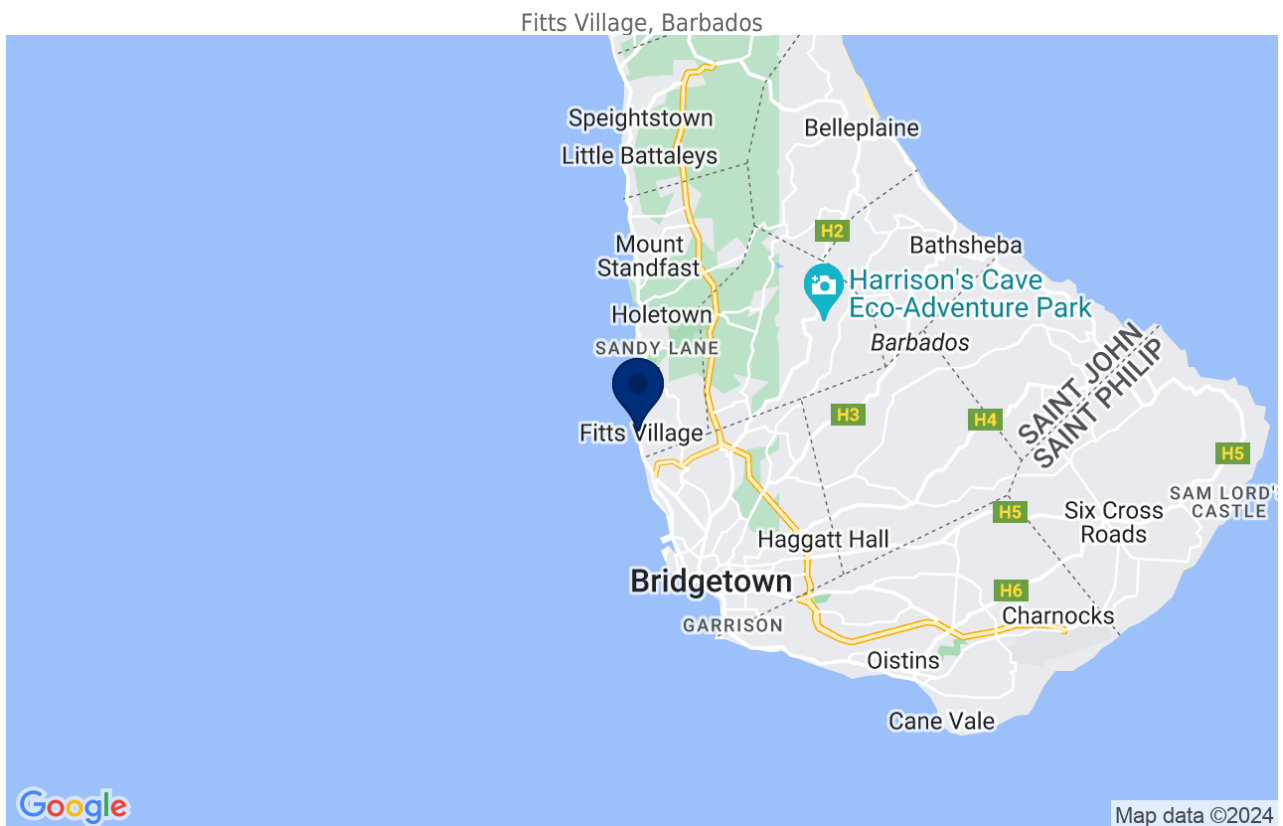 Fitts Village, Barbados
Speightstown
Belleplaine
Little Battaleys
H2
Mount
Standfast
Bathsheba
Harrison's Cave
Eco-Adventure Park
Holetown
Barbados
SANDY LANE
SAINT JOHN
SAINT PHILIP
H3
H4
Fitts Village
H5
SAM LORD'S
CASTLE
H5
Six Cross
Roads
Haggatt Hall
Bridgetown
H6
Charnocks
GARRISON
Oistins
Cane Vale
Google
Map data ©2024